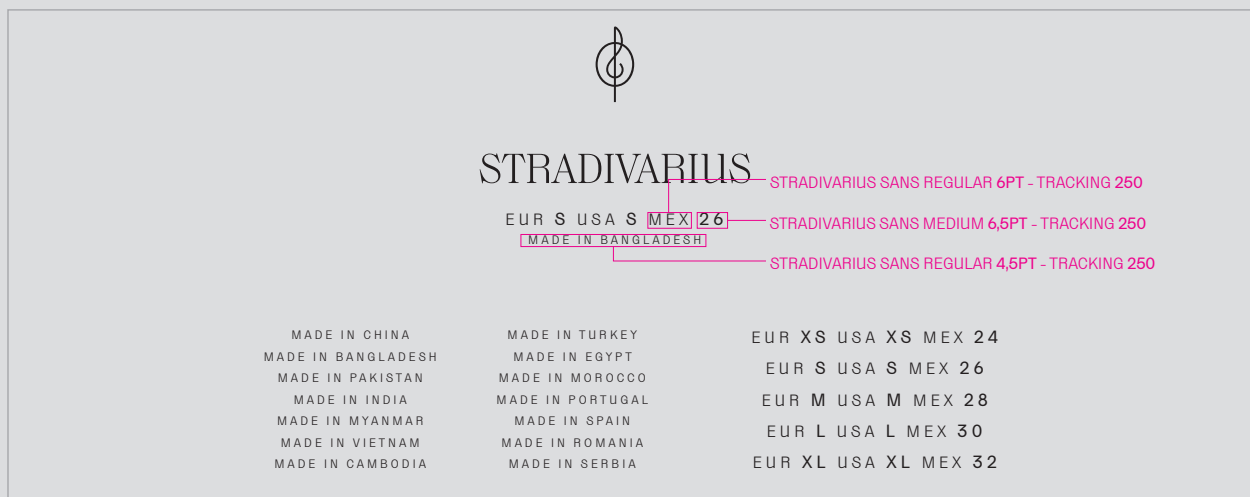 STRADIVARIUS
EUR S USA S MEX 26
MADE IN BANGLADESH
STRADIVARIUS SANS REGULAR 6PT - TRACKING 250
STRADIVARIUS SANS MEDIUM 6,5PT - TRACKING 250
STRADIVARIUS SANS REGULAR 4,5PT - TRACKING 250
MADE IN CHINA
MADE IN BANGLADESH
MADE IN PAKISTAN
MADE IN INDIA
MADE IN MYANMAR
MADE IN VIETNAM
MADE IN CAMBODIA
MADE IN TURKEY
MADE IN EGYPT
MADE IN MOROCCO
MADE IN PORTUGAL
MADE IN SPAIN
MADE IN ROMANIA
MADE IN SERBIA
EUR XS USA XS MEX 24
EUR S USA S MEX 26
EUR M USA M MEX 28
EUR L USA L MEX 30
EUR XL USA XL MEX 32